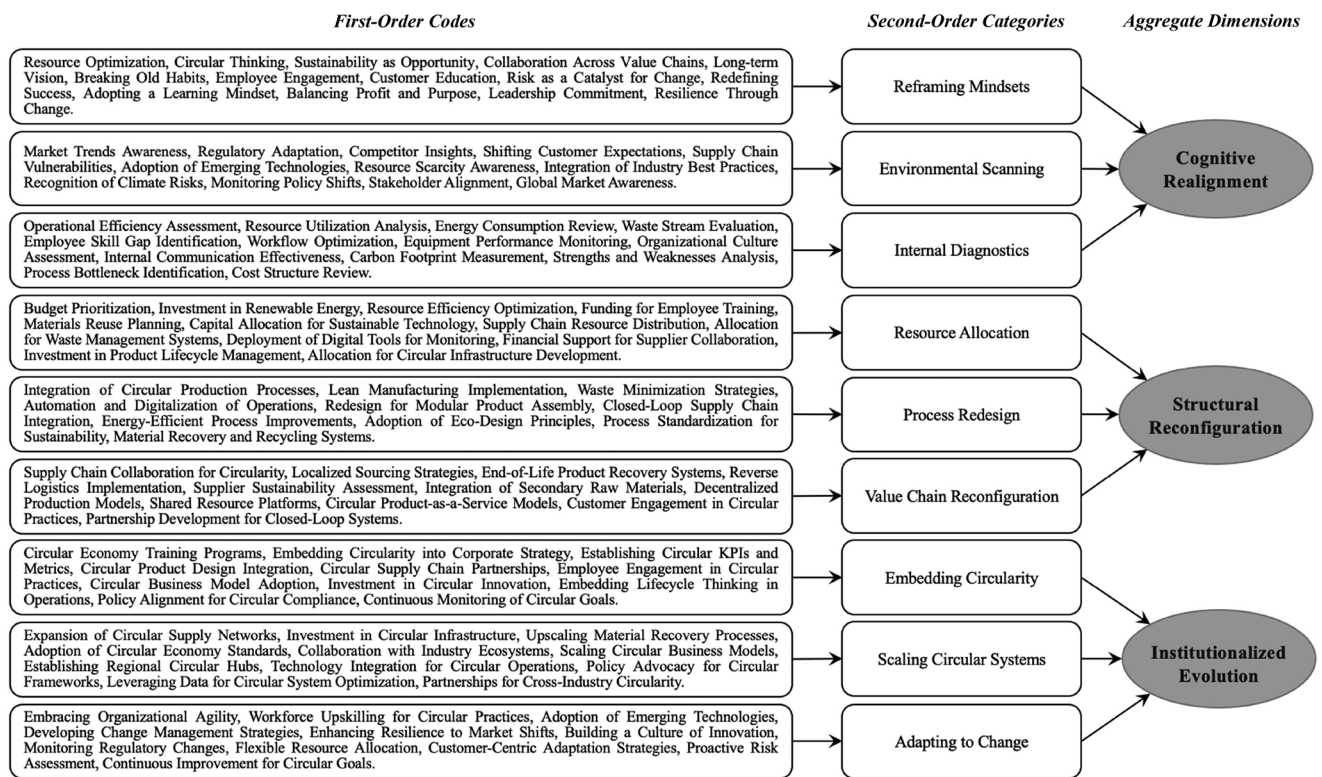 First-Order Codes
Second-Order Categories
Aggregate Dimensions
Resource Optimization, Circular Thinking, Sustainability as Opportunity, Collaboration Across Value Chains, Long-term
Vision, Breaking Old Habits, Employee Engagement, Customer Education, Risk as a Catalyst for Change, Redefining
Success, Adopting a Learning Mindset, Balancing Profit and Purpose, Leadership Commitment, Resilience Through
Change.
Reframing Mindsets
Market Trends Awareness, Regulatory Adaptation, Competitor Insights, Shifting Customer Expectations, Supply Chain
Vulnerabilities, Adoption of Emerging Technologies, Resource Scarcity Awareness, Integration of Industry Best Practices,
Recognition of Climate Risks, Monitoring Policy Shifts, Stakeholder Alignment, Global Market Awareness.
Environmental Scanning
Cognitive
Realignment
Operational Efficiency Assessment, Resource Utilization Analysis, Energy Consumption Review, Waste Stream Evaluation,
Employee Skill Gap Identification, Workflow Optimization, Equipment Performance Monitoring, Organizational Culture
Assessment, Internal Communication Effectiveness, Carbon Footprint Measurement, Strengths and Weaknesses Analysis,
Process Bottleneck Identification, Cost Structure Review.
Internal Diagnostics
Budget Prioritization, Investment in Renewable Energy, Resource Efficiency Optimization, Funding for Employee Training,
Materials Reuse Planning, Capital Allocation for Sustainable Technology, Supply Chain Resource Distribution, Allocation
for Waste Management Systems, Deployment of Digital Tools for Monitoring, Financial Support for Supplier Collaboration,
Investment in Product Lifecycle Management, Allocation for Circular Infrastructure Development.
Resource Allocation
Integration of Circular Production Processes, Lean Manufacturing Implementation, Waste Minimization Strategies,
Automation and Digitalization of Operations, Redesign for Modular Product Assembly, Closed-Loop Supply Chain
Integration, Energy-Efficient Process Improvements, Adoption of Eco-Design Principles, Process Standardization for
Sustainability, Material Recovery and Recycling Systems.
Process Redesign
Structural
Reconfiguration
Supply Chain Collaboration for Circularity, Localized Sourcing Strategies, End-of-Life Product Recovery Systems, Reverse
Logistics Implementation, Supplier Sustainability Assessment, Integration of Secondary Raw Materials, Decentralized
Production Models, Shared Resource Platforms, Circular Product-as-a-Service Models, Customer Engagement in Circular
Practices, Partnership Development for Closed-Loop Systems.
Value Chain Reconfiguration
Circular Economy Training Programs, Embedding Circularity into Corporate Strategy, Establishing Circular KPIs and
Metrics, Circular Product Design Integration, Circular Supply Chain Partnerships, Employee Engagement in Circular
Practices, Circular Business Model Adoption, Investment in Circular Innovation, Embedding Lifecycle Thinking in
Operations, Policy Alignment for Circular Compliance, Continuous Monitoring of Circular Goals.
Embedding Circularity
Expansion of Circular Supply Networks, Investment in Circular Infrastructure, Upscaling Material Recovery Processes,
Adoption of Circular Economy Standards, Collaboration with Industry Ecosystems, Scaling Circular Business Models,
Establishing Regional Circular Hubs, Technology Integration for Circular Operations, Policy Advocacy for Circular
Frameworks, Leveraging Data for Circular System Optimization, Partnerships for Cross-Industry Circularity.
Scaling Circular Systems
Institutionalized
Evolution
Embracing Organizational Agility, Workforce Upskilling for Circular Practices, Adoption of Emerging Technologies,
Developing Change Management Strategies, Enhancing Resilience to Market Shifts, Building a Culture of Innovation,
Monitoring Regulatory Changes, Flexible Resource Allocation, Customer-Centric Adaptation Strategies, Proactive Risk
Assessment, Continuous Improvement for Circular Goals.
Adapting to Change